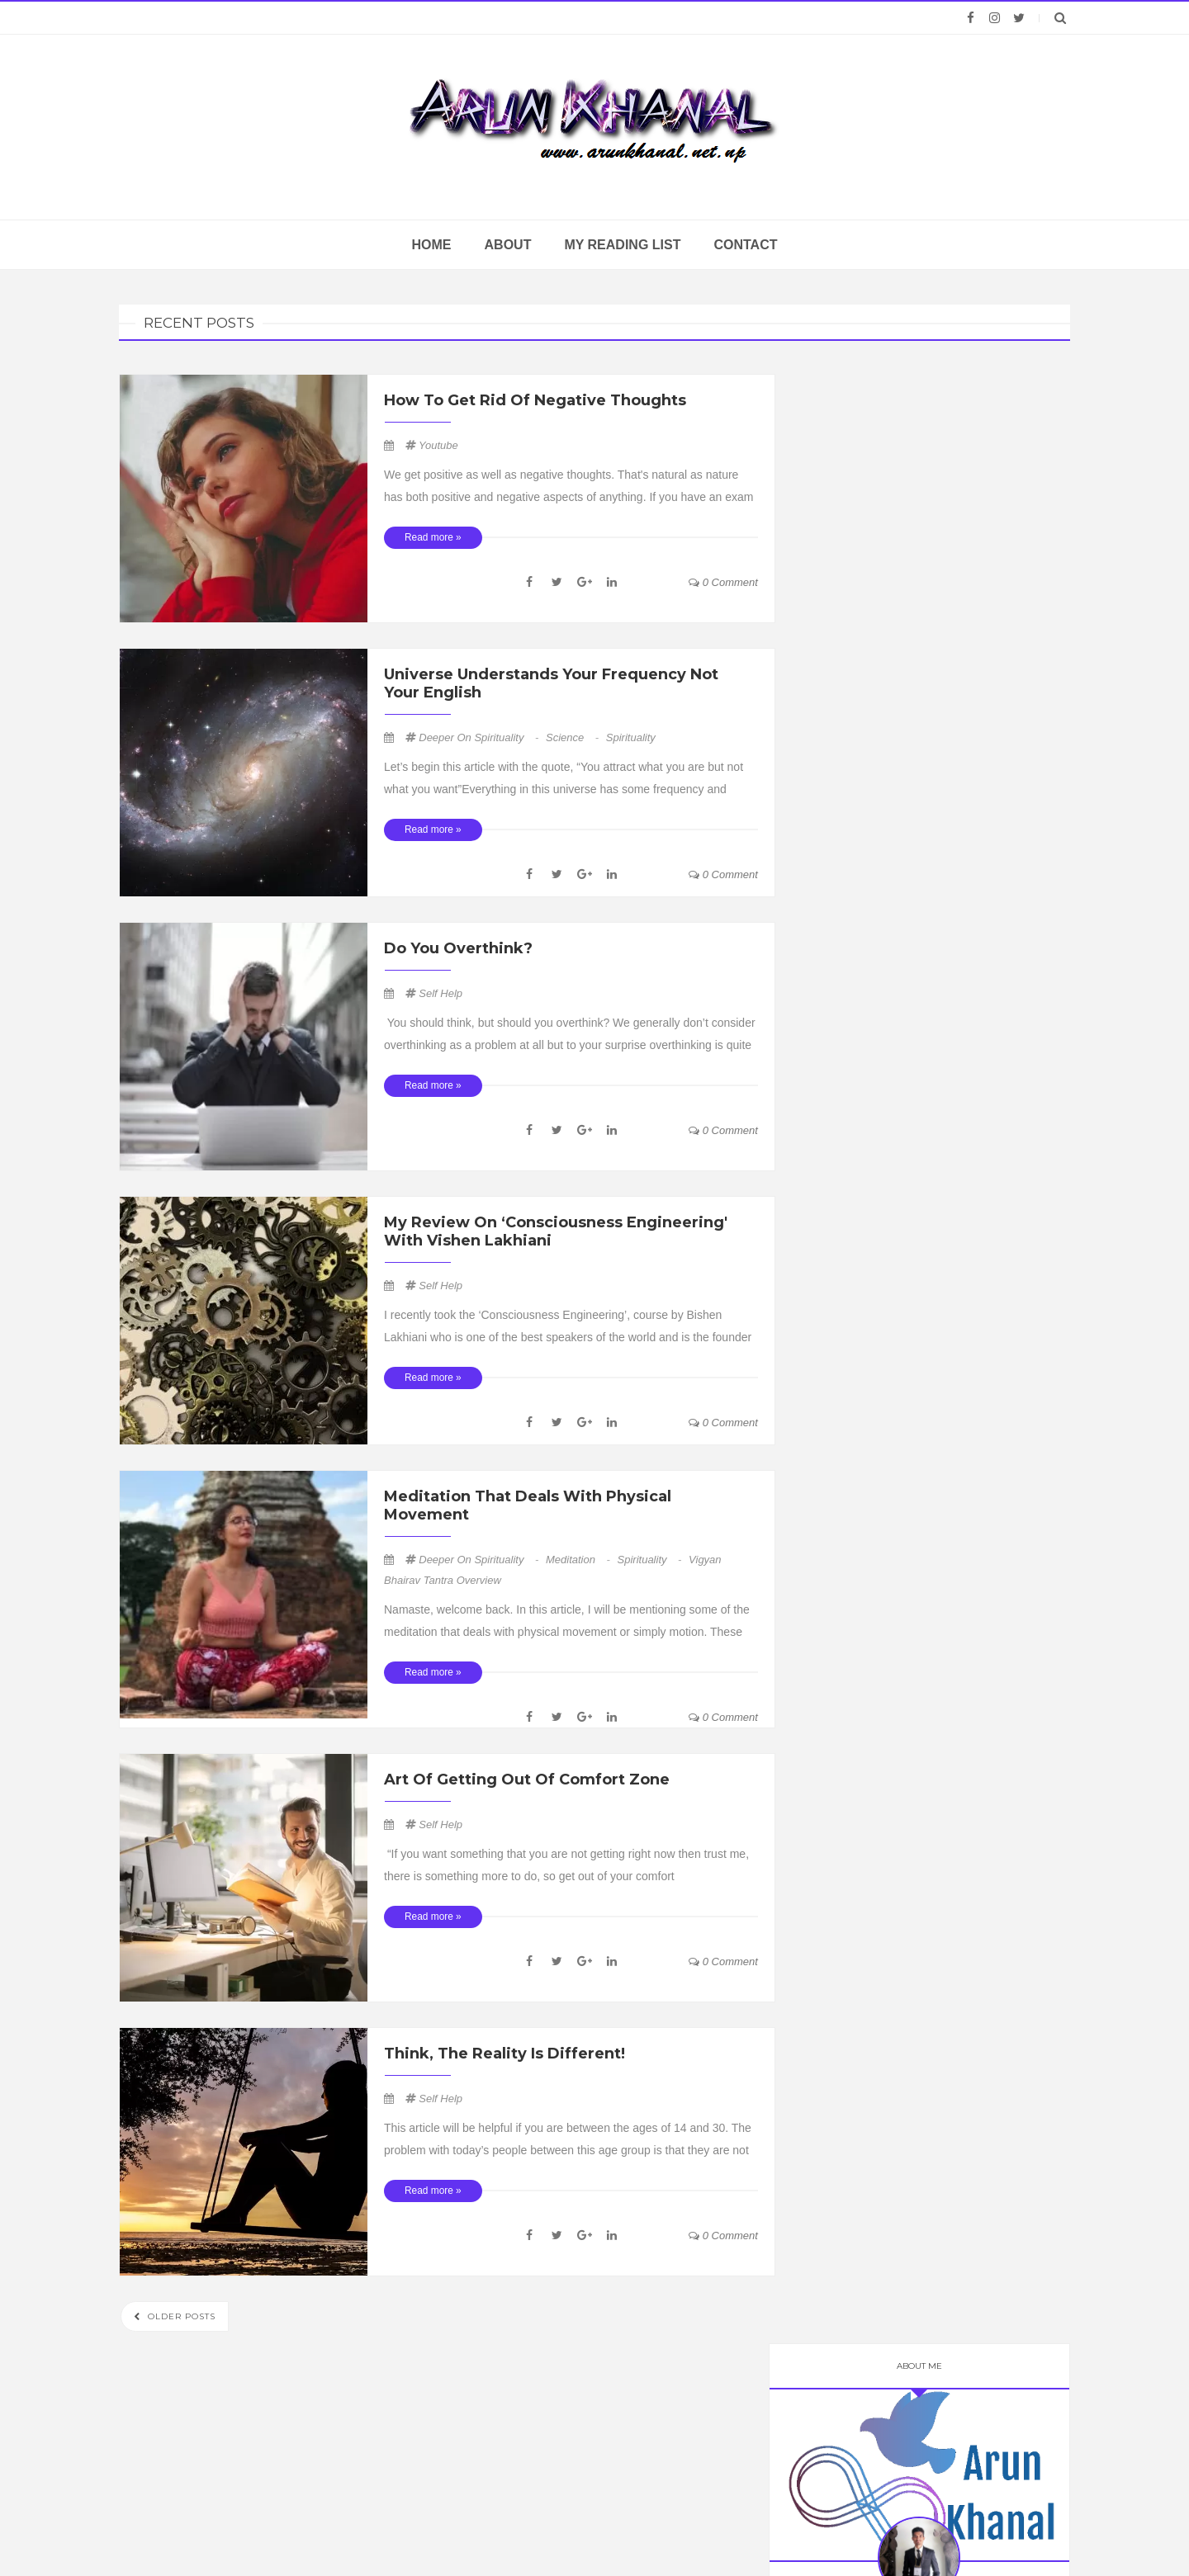 ARUN KHANAL
www.arunkhanal.net.np
HOME ABOUT MY READING LIST CONTACT
RECENT POSTS
How To Get Rid Of Negative Thoughts
Youtube
We get positive as well as negative thoughts. That's natural as nature
has both positive and negative aspects of anything. If you have an exam
Read more »
0 Comment
Universe Understands Your Frequency Not
Your English
Deeper On Spirituality - Science - Spirituality
Let’s begin this article with the quote, “You attract what you are but not
what you want”Everything in this universe has some frequency and
Read more »
0 Comment
Do You Overthink?
Self Help
You should think, but should you overthink? We generally don’t consider
overthinking as a problem at all but to your surprise overthinking is quite
Read more »
0 Comment
My Review On ‘Consciousness Engineering'
With Vishen Lakhiani
Self Help
I recently took the ‘Consciousness Engineering’, course by Bishen
Lakhiani who is one of the best speakers of the world and is the founder
Read more »
0 Comment
Meditation That Deals With Physical
Movement
Deeper On Spirituality - Meditation - Spirituality - Vigyan
Bhairav Tantra Overview
Namaste, welcome back. In this article, I will be mentioning some of the
meditation that deals with physical movement or simply motion. These
Read more »
0 Comment
Art Of Getting Out Of Comfort Zone
Self Help
“If you want something that you are not getting right now then trust me,
there is something more to do, so get out of your comfort
Read more »
0 Comment
Think, The Reality Is Different!
Self Help
This article will be helpful if you are between the ages of 14 and 30. The
problem with today's people between this age group is that they are not
Read more »
0 Comment
OLDER POSTS
ABOUT ME
Arun
Khanal